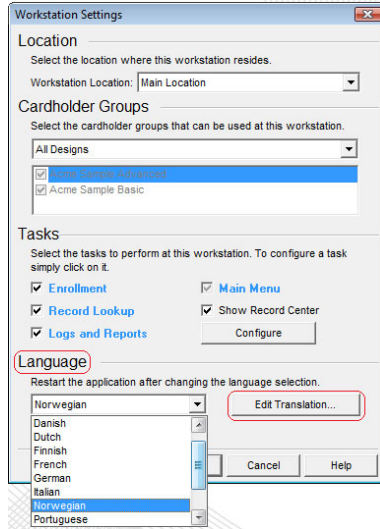 Workstation Settings
Location
Select the location where this workstation resides.
Workstation Location: Main Location
Cardholder Groups
Select the cardholder groups that can be used at this workstation.
All Designs
Acme Sample Advanced
Acme Sample Basic
Tasks
Select the tasks to perform at this workstation. To configure a task
simply click on it.
Enrollment Main Menu
Record Lookup Show Record Center
Logs and Reports Configure
Language
Restart the application after changing the language selection.
Norwegian Edit Translation...
Danish
Dutch
Finnish
French
German Cancel Help
Italian
Norwegian
Portuguese